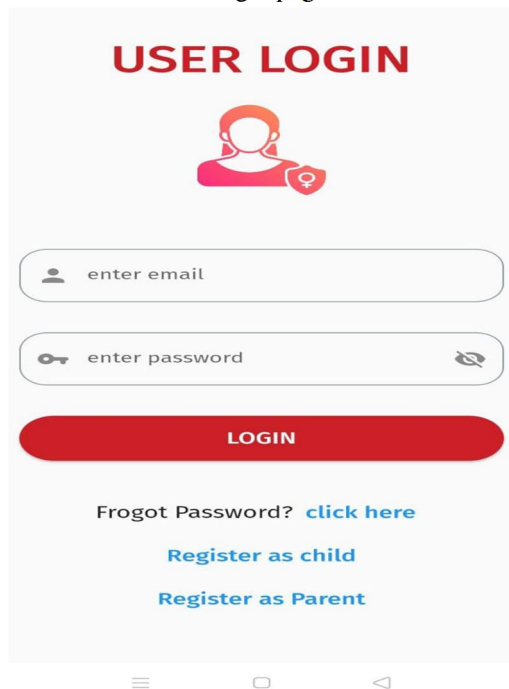 USER LOGIN
enter email
enter password
LOGIN
Frogot Password? click here
Register as child
Register as Parent